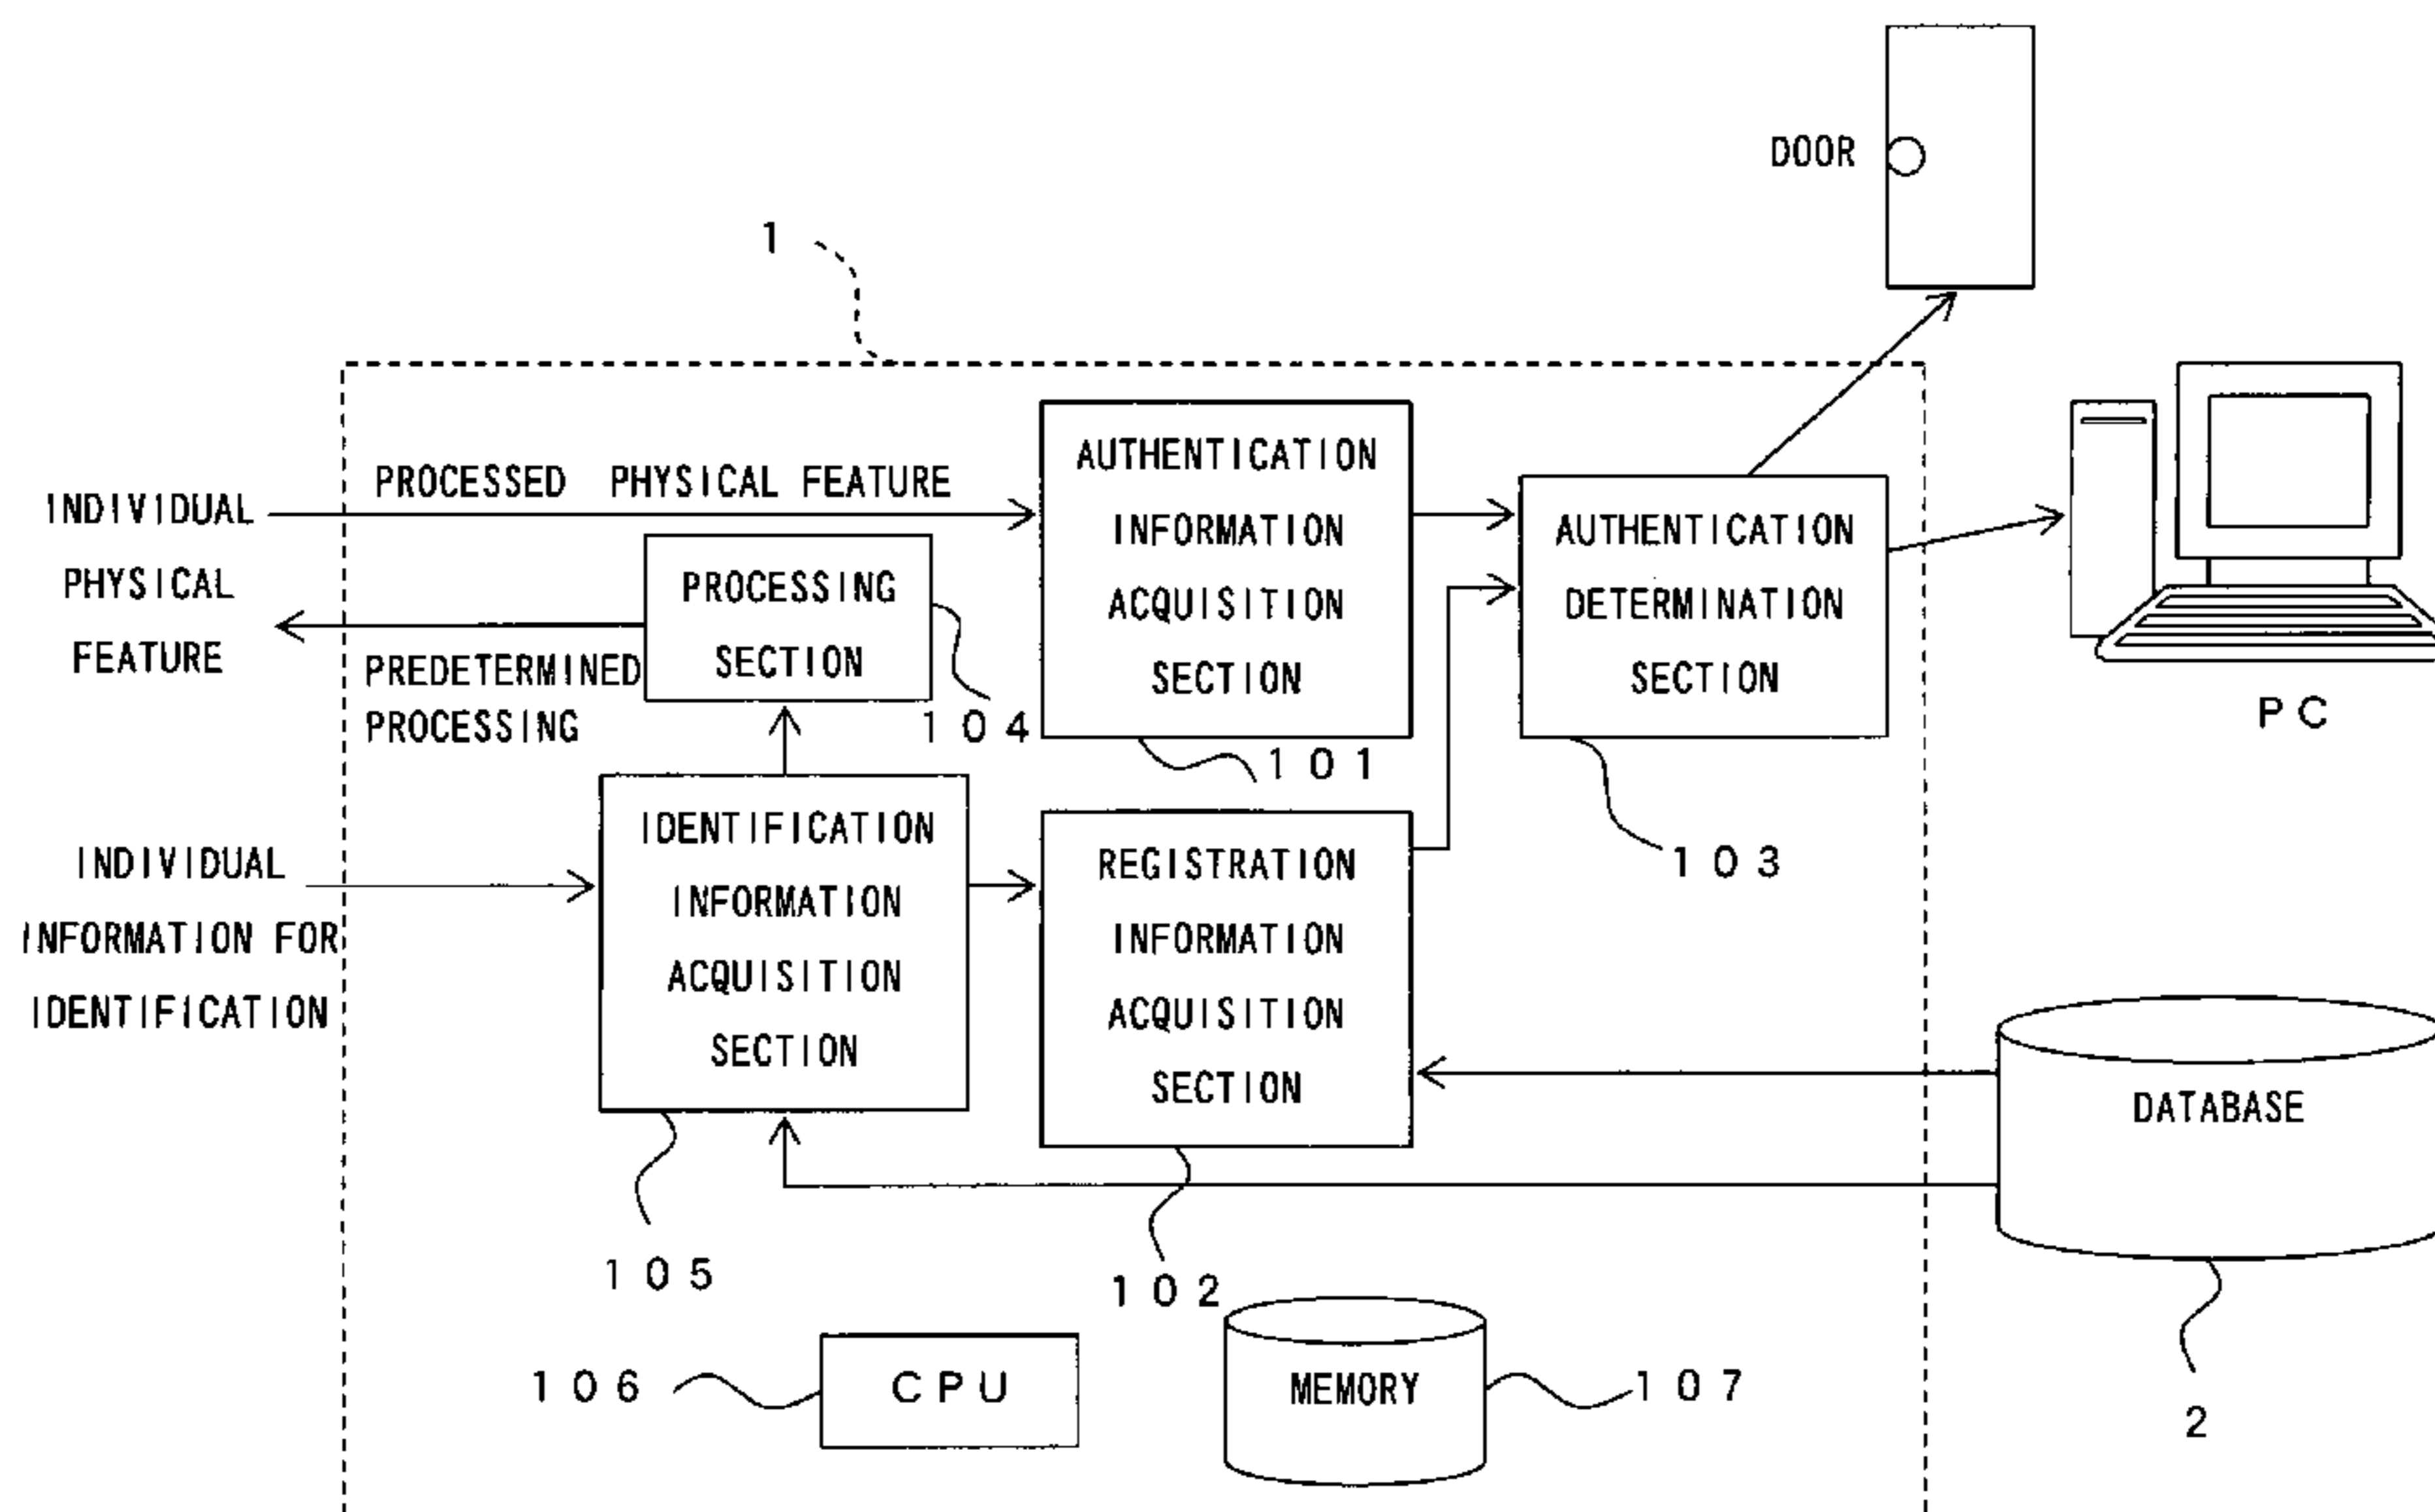 DOOR
1
PROCESSED PHYSICAL FEATURE
INDIVIDUAL
PHYSICAL
FEATURE
PROCESSING
SECTION
104
PREDETERMINED
PROCESSING
AUTHENTICATION
INFORMATION
ACQUISITION
SECTION
101
AUTHENTICATION
DETERMINATION
SECTION
103
PC
INDIVIDUAL
INFORMATION FOR
IDENTIFICATION
IDENTIFICATION
INFORMATION
ACQUISITION
SECTION
105
REGISTRATION
INFORMATION
ACQUISITION
SECTION
102
DATABASE
2
106
CPU
MEMORY
107